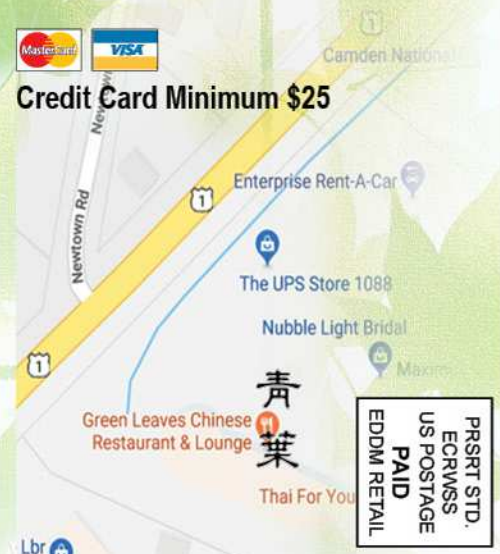 1
MasterCard
VISA
Camden National
Credit Card Minimum $25
Enterprise Rent-A-Car
1
Newtown Rd
The UPS Store 1088
Nubble Light Bridal
1
青
葉
Green Leaves Chinese
Restaurant & Lounge
Thai For You
PRSRT STD.
ECRWSS
US POSTAGE
PAID
EDDM RETAIL
Lbr